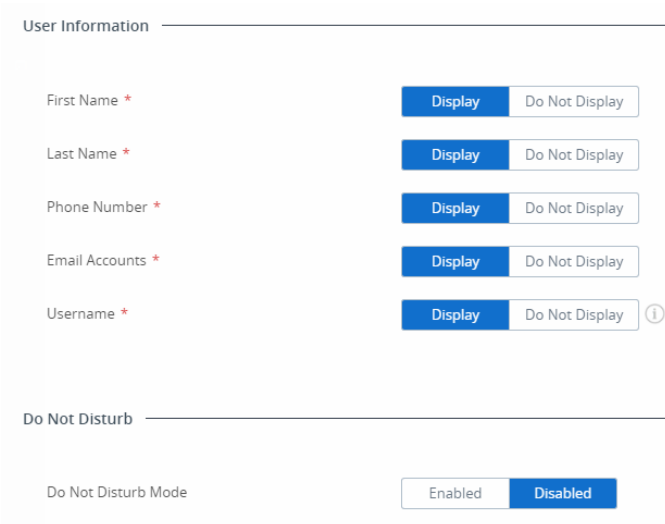 User Information
First Name * Display Do Not Display
Last Name * Display Do Not Display
Phone Number * Display Do Not Display
Email Accounts * Display Do Not Display
Username * Display Do Not Display i
Do Not Disturb
Do Not Disturb Mode Enabled Disabled